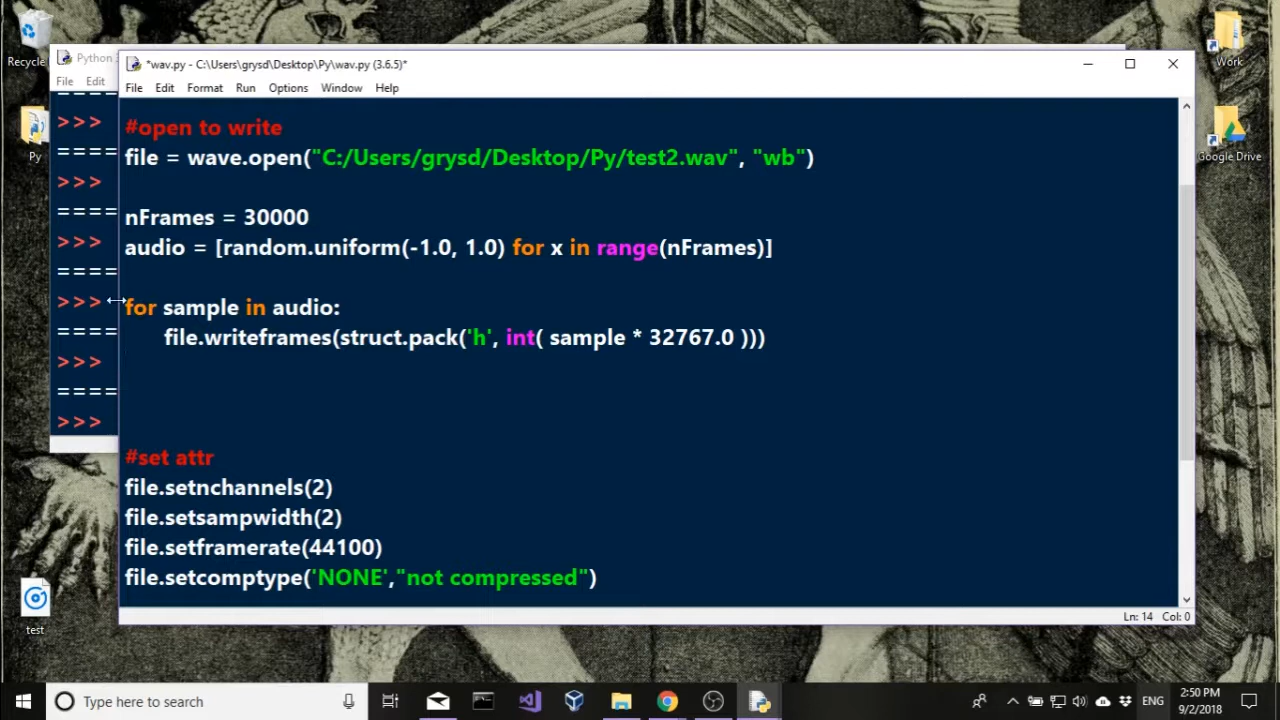 Recycle
Py
test
Work
Google Drive
Python
File Edit
====
>>>
====
>>>
====
>>>
====
>>>
====
>>>
====
>>>
*wav.py - C:\Users\grysd\Desktop\Py\wav.py (3.6.5)*
File Edit Format Run Options Window Help
#open to write
file = wave.open("C:/Users/grysd/Desktop/Py/test2.wav", "wb")
nFrames = 30000
audio = [random.uniform(-1.0, 1.0) for x in range(nFrames)]
for sample in audio:
file.writeframes(struct.pack('h', int( sample * 32767.0 )))
#set attr
file.setnchannels(2)
file.setsampwidth(2)
file.setframerate(44100)
file.setcomptype('NONE',"not compressed")
Ln: 14 Col: 0
Type here to search
ENG
2:50 PM
9/2/2018